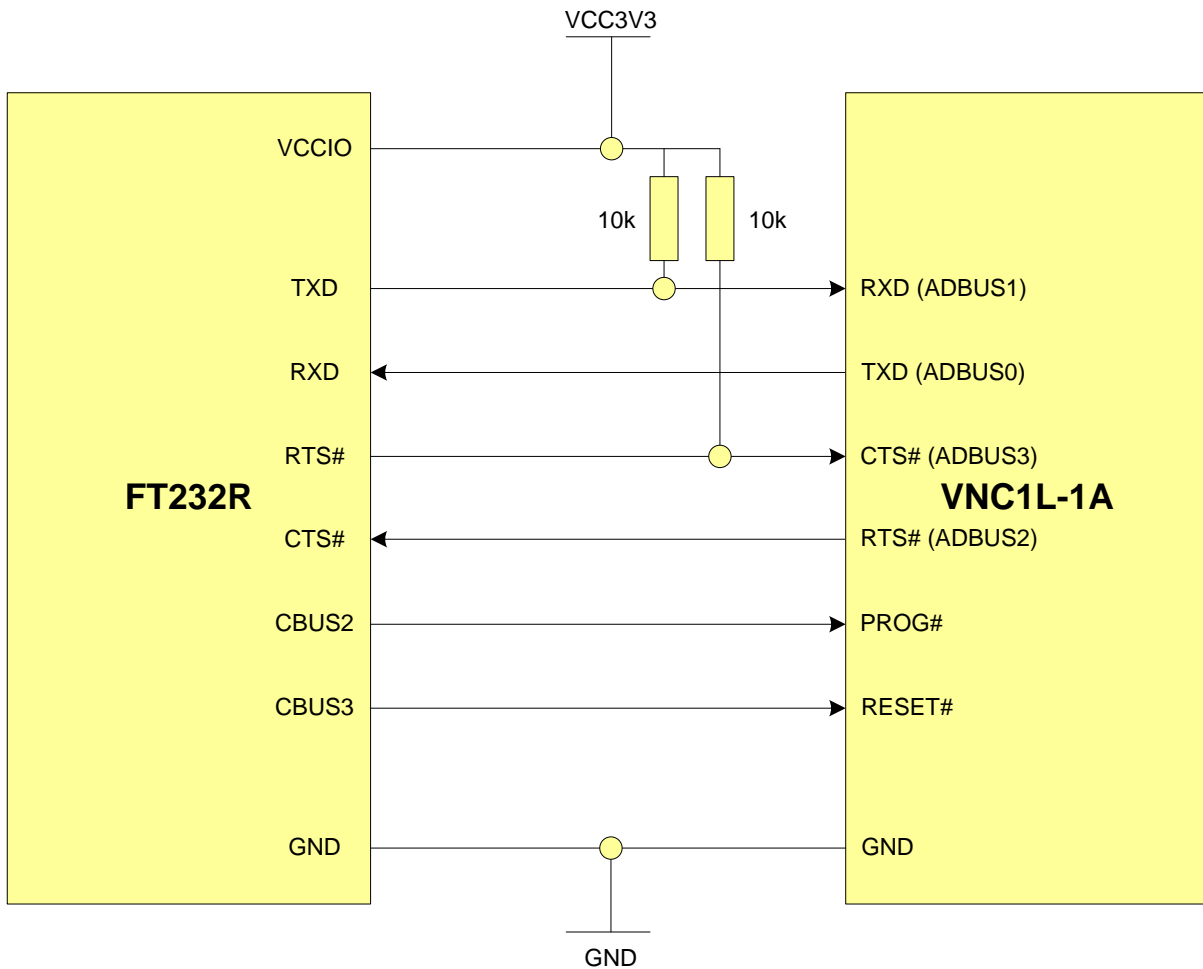 VCC3V3
VCCIO
10k 10k
TXD RXD (ADBUS1)
RXD TXD (ADBUS0)
RTS# CTS# (ADBUS3)
FT232R VNC1L-1A
CTS# RTS# (ADBUS2)
CBUS2 PROG#
CBUS3 RESET#
GND GND
GND